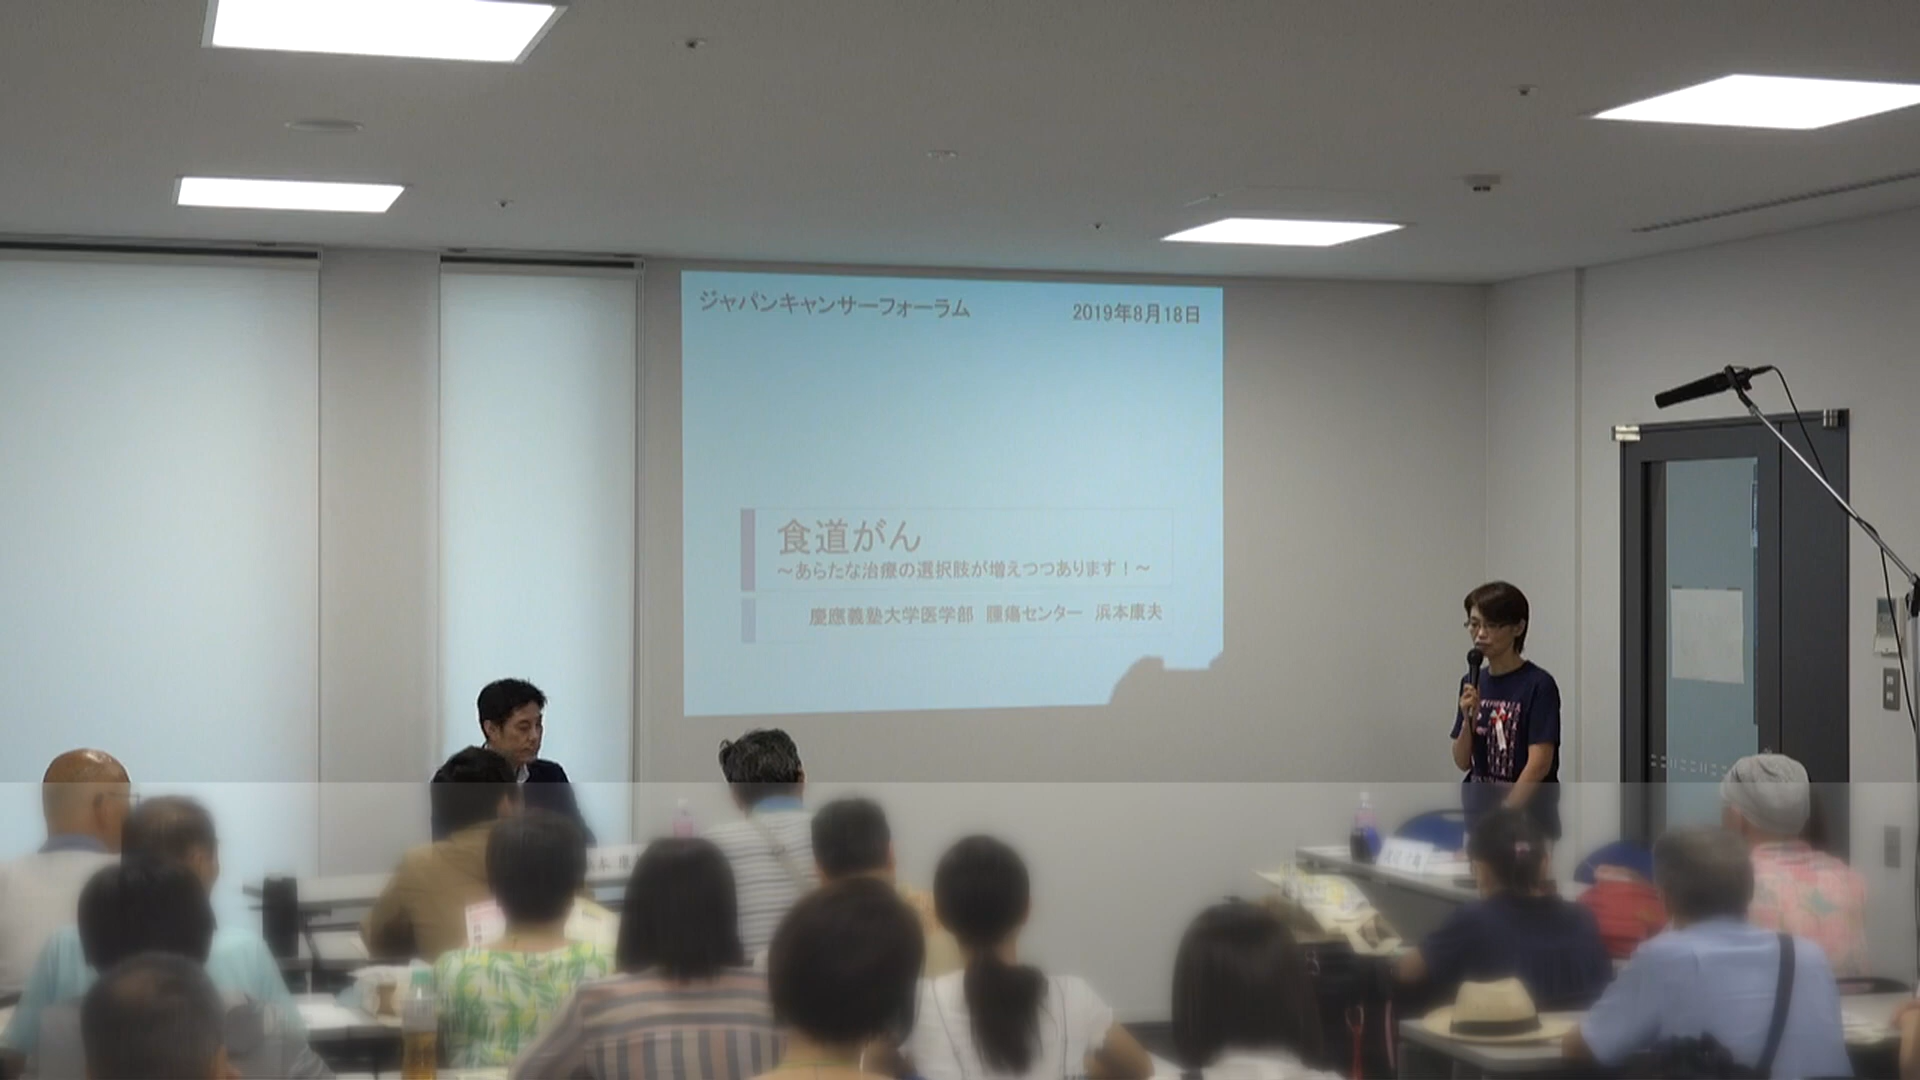 ジャパンキャンサーフォーラム
2019年8月18日
食道がん
～あらたな治療の選択肢が増えつつあります！～
慶應義塾大学医学部 腫瘍センター 浜本康夫